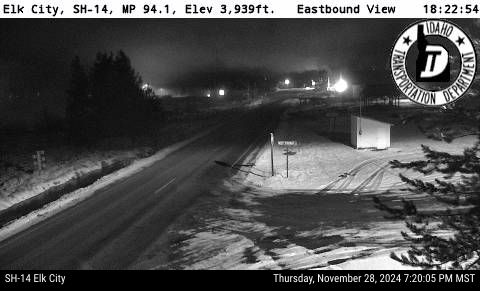 Elk City, SH-14, MP 94.1, Elev 3,939ft. Eastbound View 18:22:54
IDAHO
TRANSPORTATION DEPARTMENT
SH-14 Elk City Thursday, November 28, 2024 7:20:05 PM MST